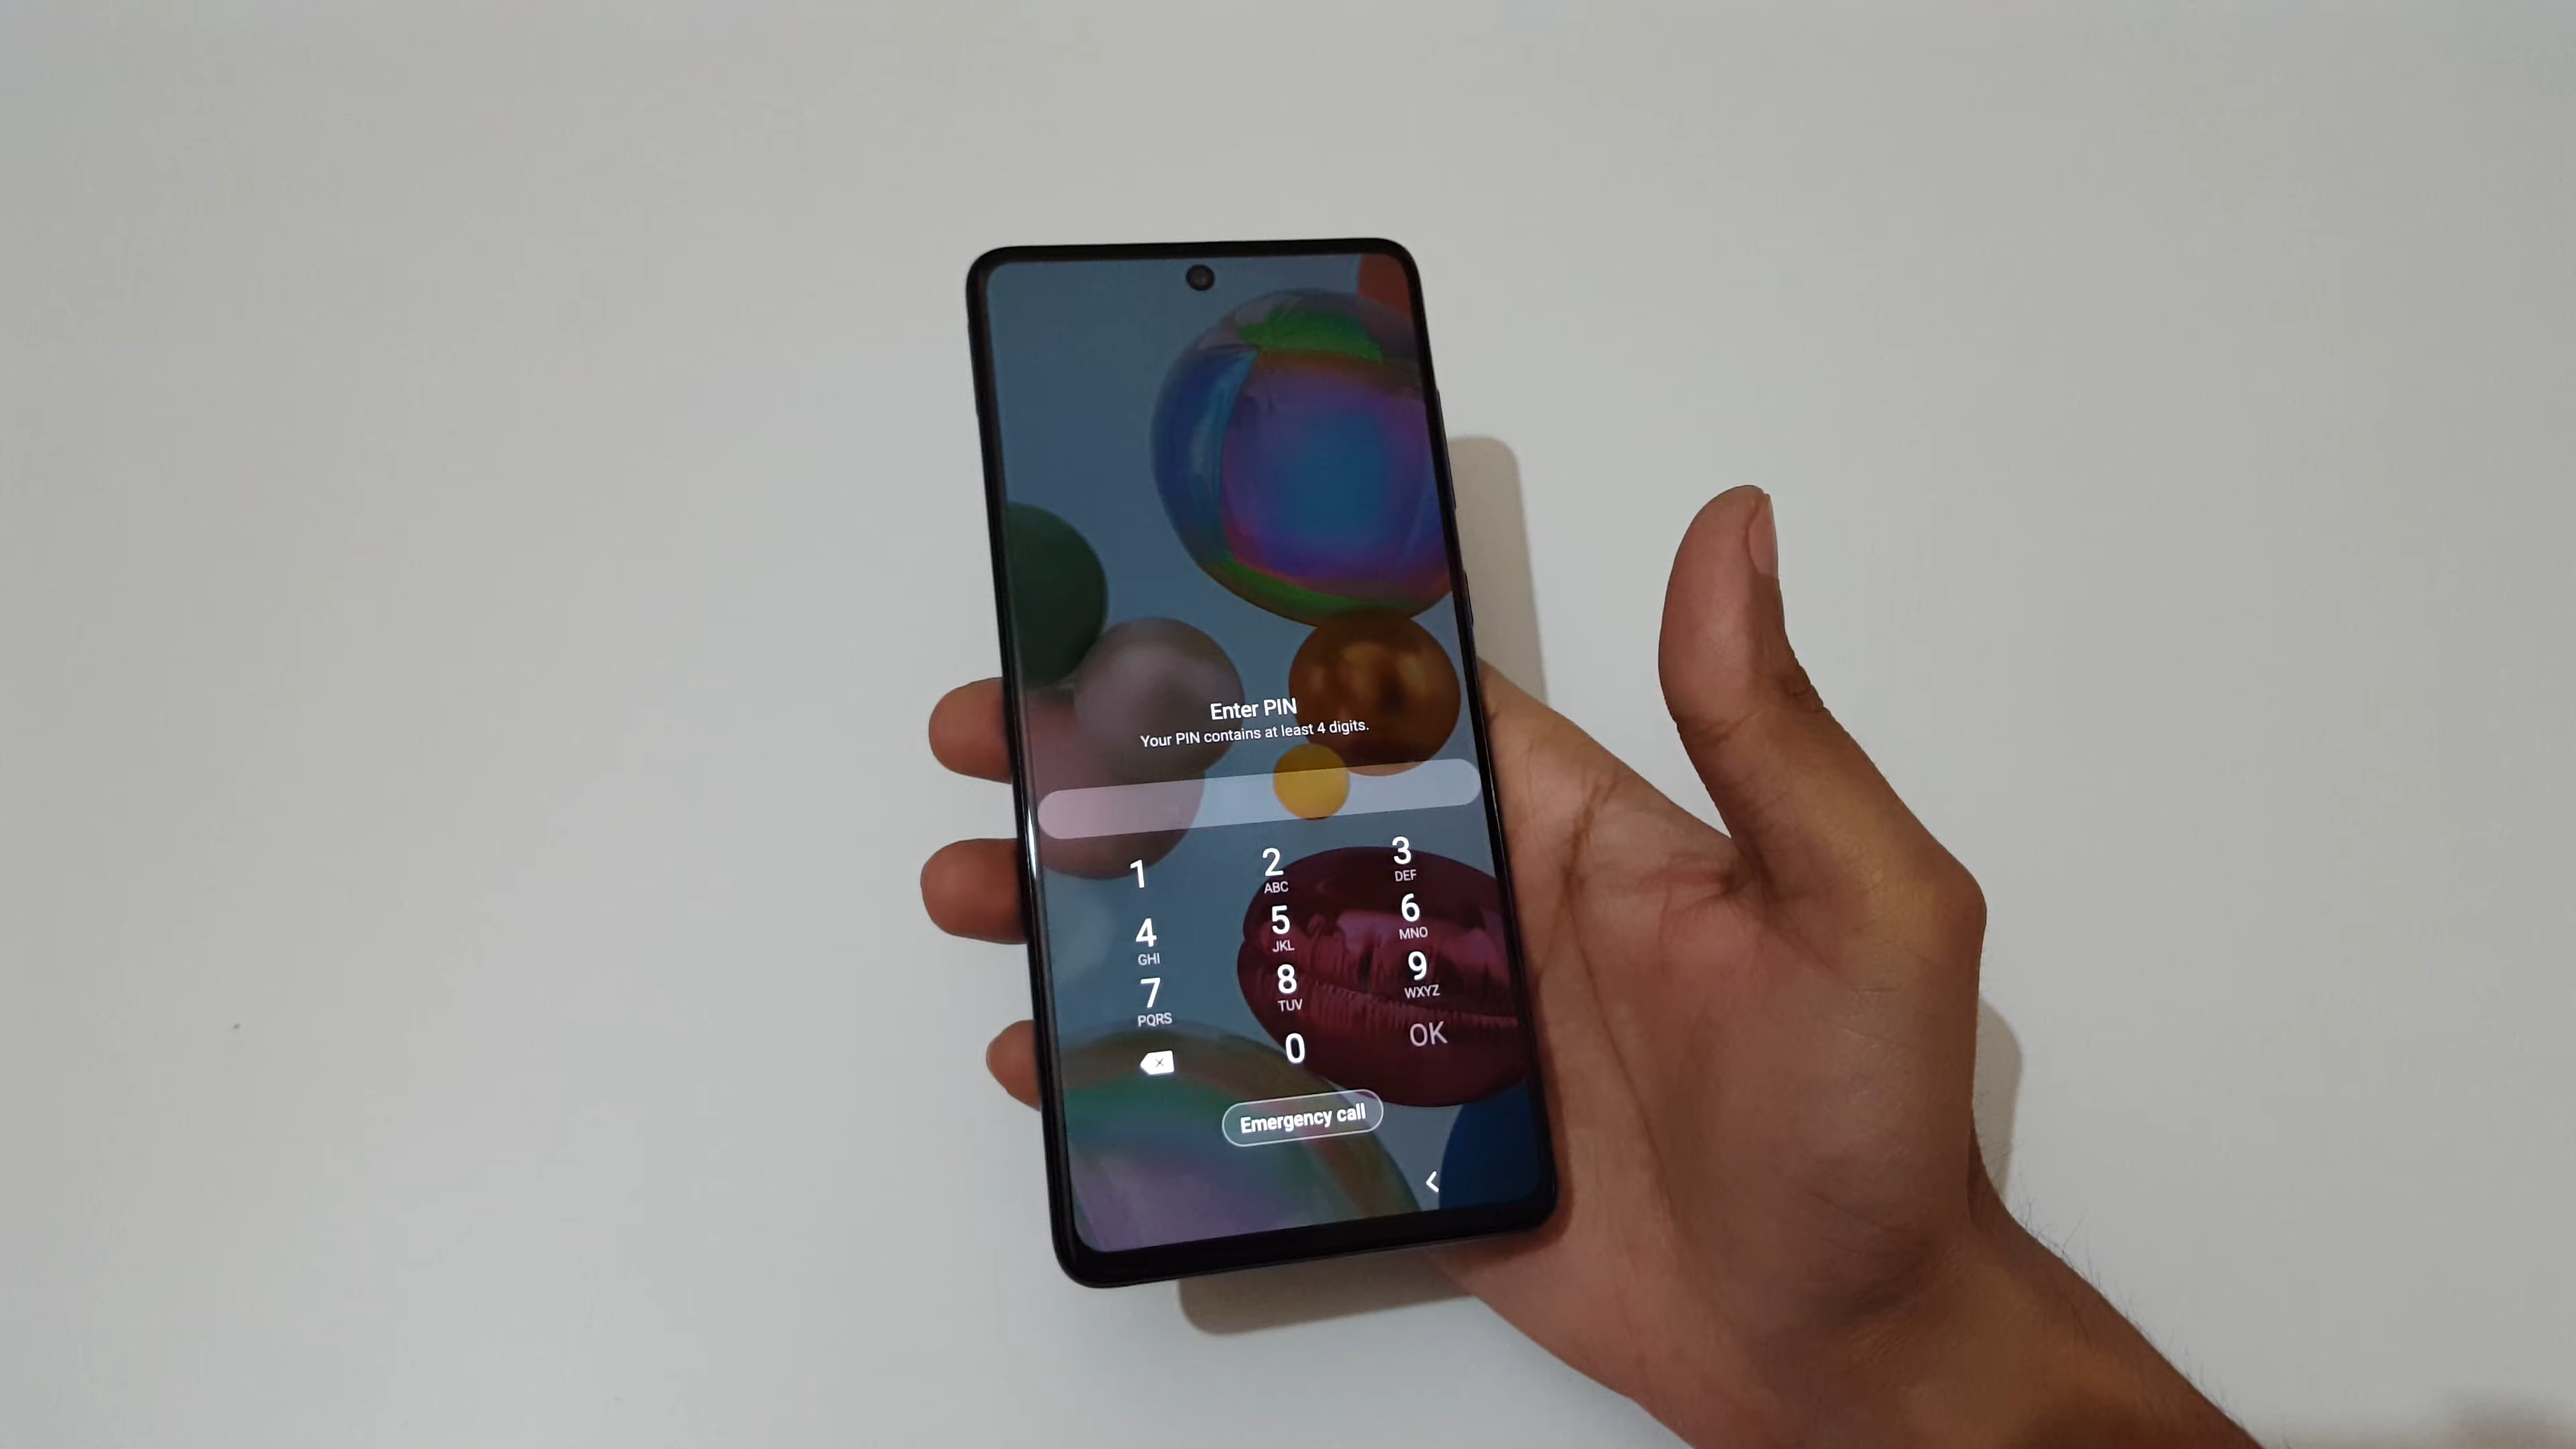 Enter PIN
Your PIN contains at least 4 digits.
1 2 3
ABC DEF
4 5 6
GHI JKL MNO
7 8 9
PQRS TUV WXYZ
0 OK
Emergency call